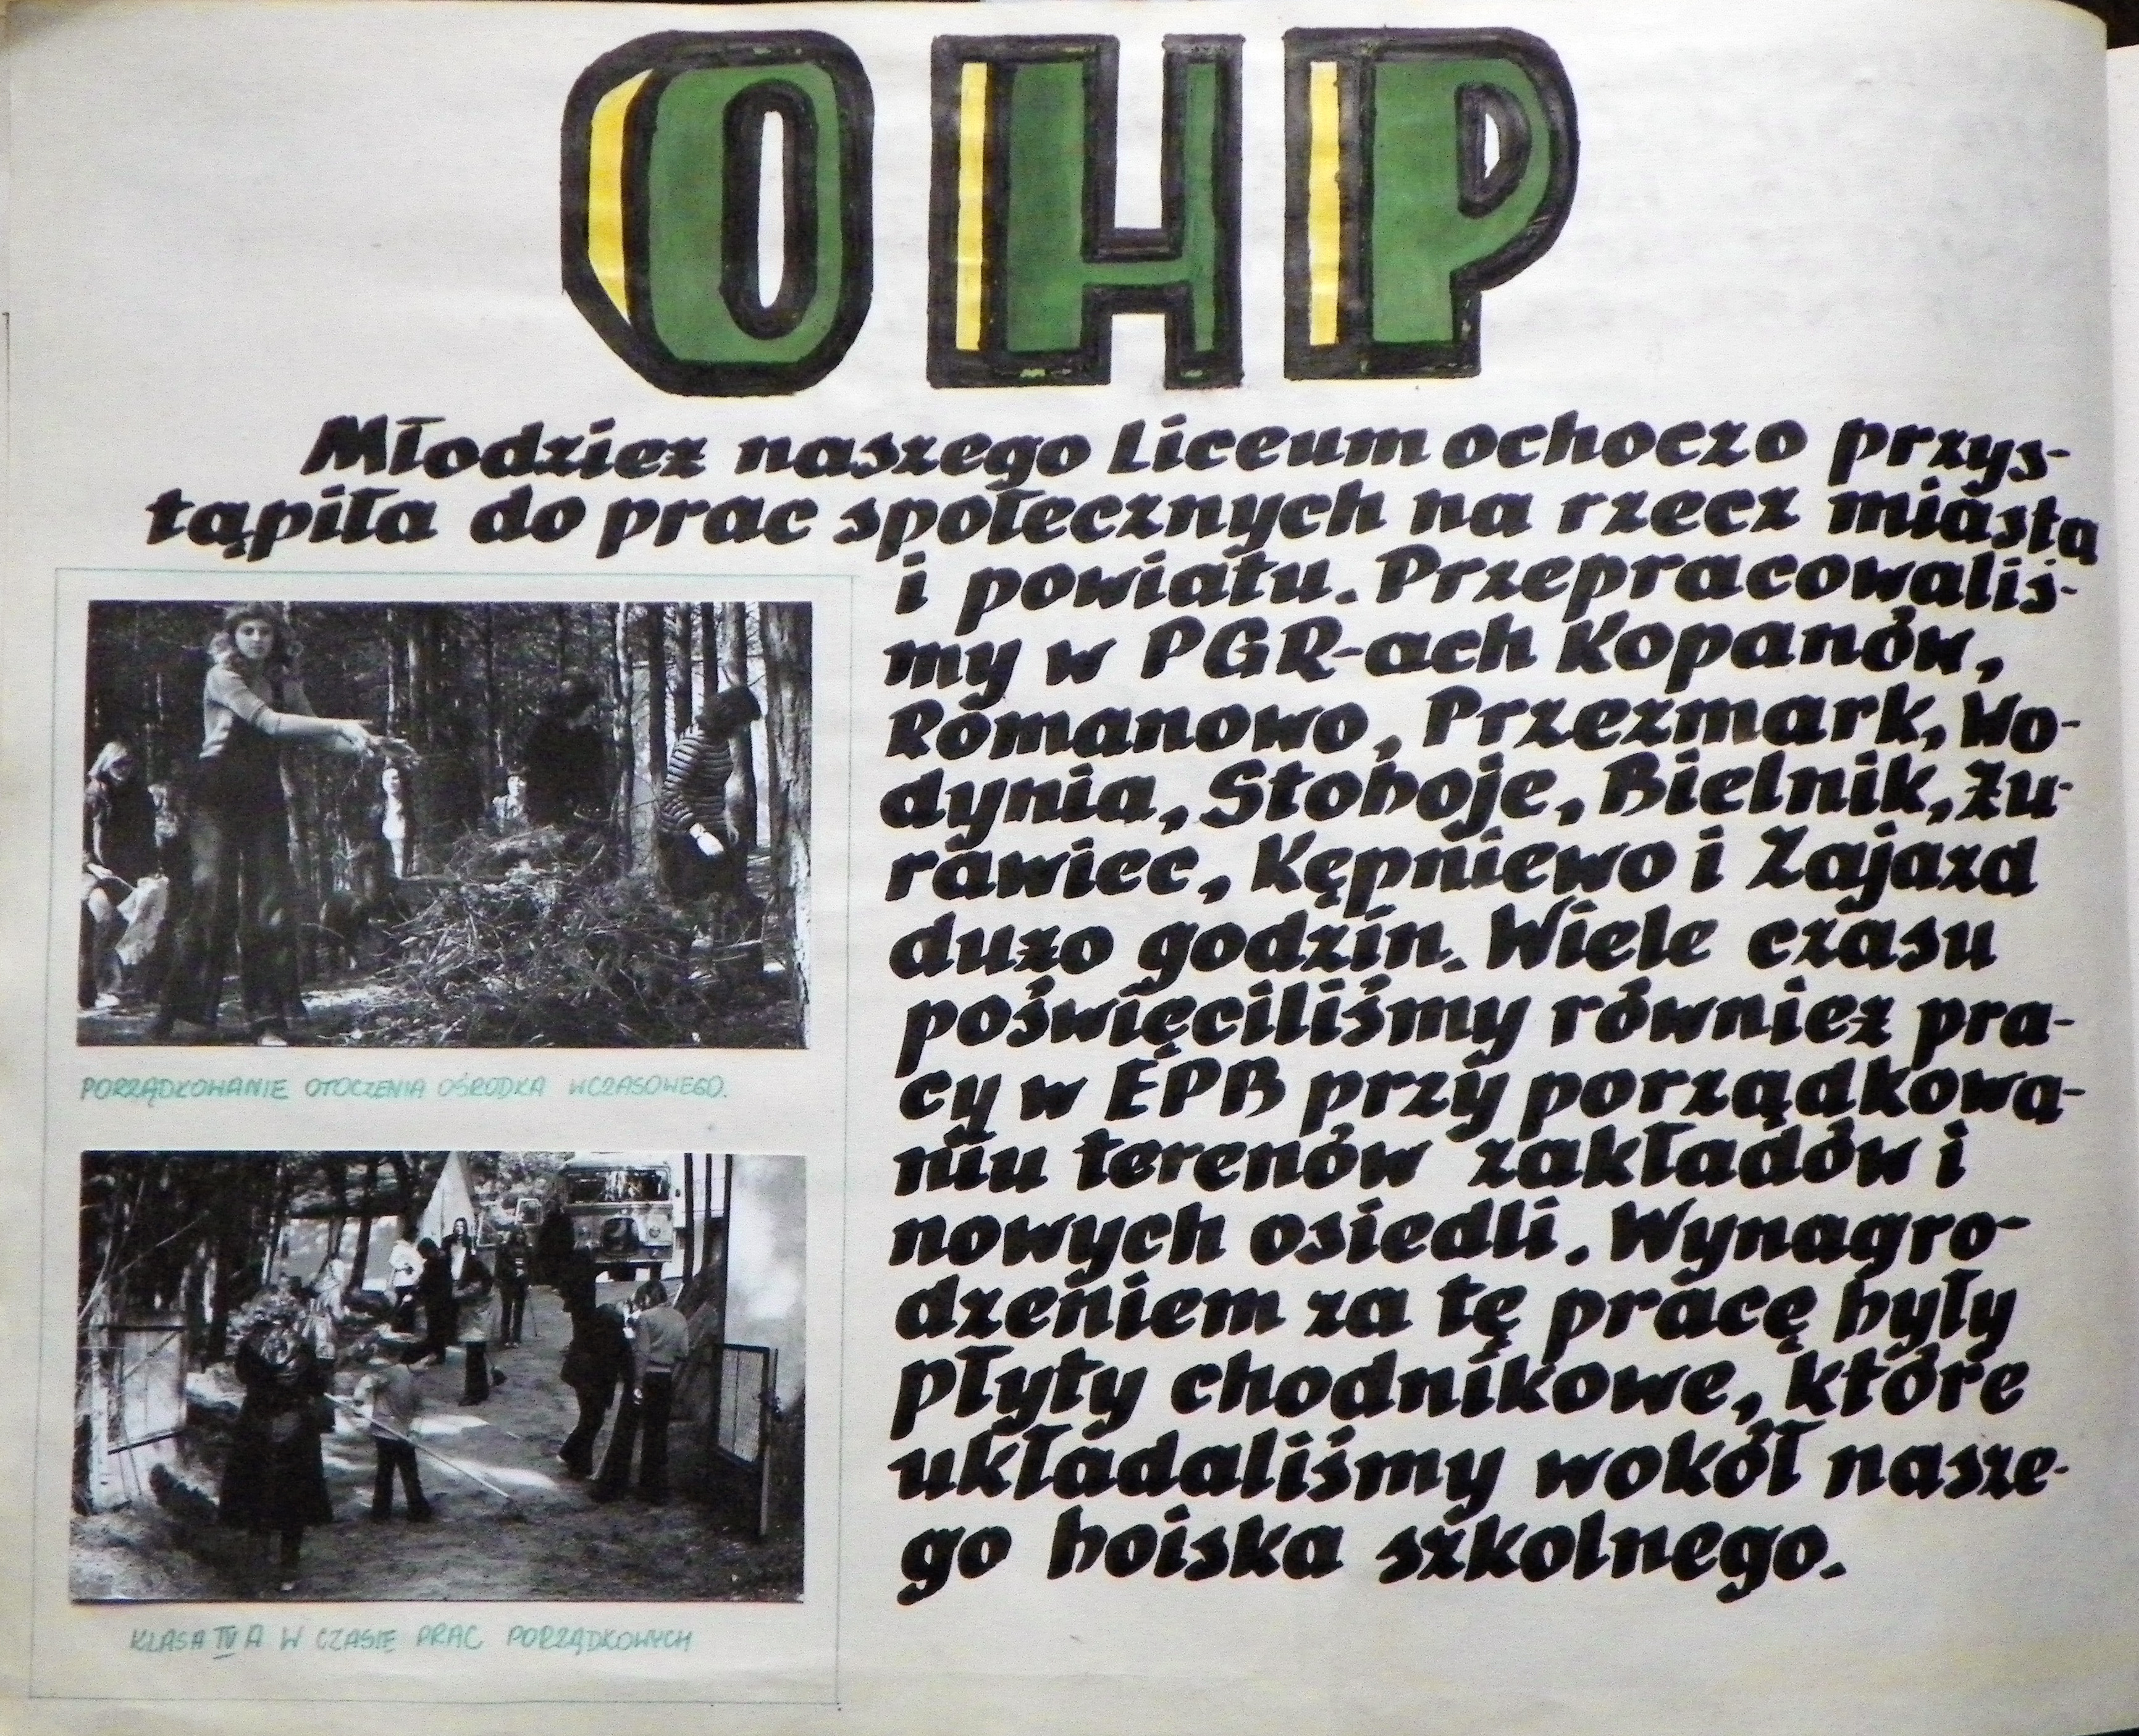 OHP
Młodzież naszego Liceum ochoczo przys-
tąpiła do prac społecznych na rzecz miasta
i powiatu. Przepracowaliś-
my w PGR-ach Kopanów,
Romanowo, Przezmark, Wo-
dynia, Stoboje, Bielnik, Żu-
rawiec, Kępniewo i Zajazd
dużo godzin. Wiele czasu
poświęciliśmy również pra-
cy w EPB przy porządkowa-
niu terenów zakładów i
nowych osiedli. Wynagro-
dzeniem za tę pracę były
płyty chodnikowe, które
układaliśmy wokół nasze-
go boiska szkolnego.
PORZĄDKOWANIE OTOCZENIA OŚRODKA WCZASOWEGO.
KLASA IV A W CZASIE PRAC PORZĄDKOWYCH